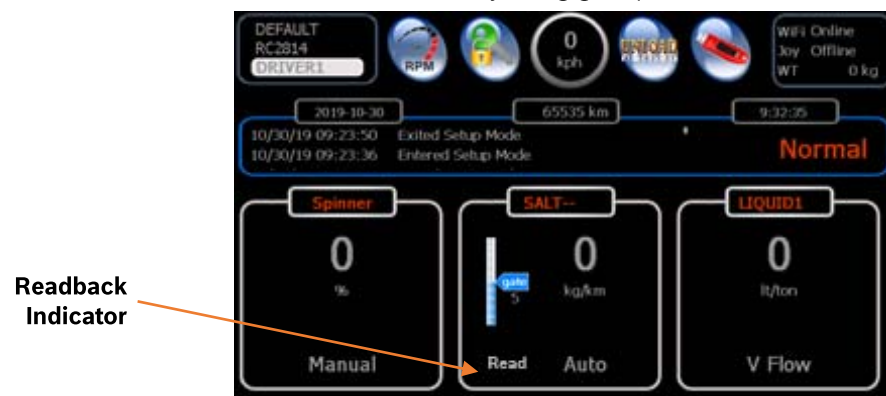 DEFAULT
RC2814
DRIVER1
RPM
0
kph
UNLOAD
WiFi Online
Joy Offline
WT 0 kg
2019-10-30
65535 km
9:32:35
10/30/19 09:23:50 Exited Setup Mode
10/30/19 09:23:36 Entered Setup Mode
Normal
Spinner
SALT--
LIQUID1
0
%
gate
5
0
kg/km
0
lt/ton
Readback
Indicator
Manual
Read
Auto
V Flow